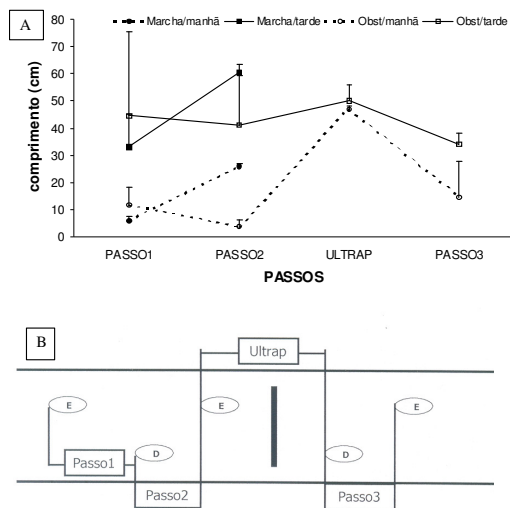 A
Marcha/manhã Marcha/tarde Obst/manhã Obst/tarde
comprimento (cm)
80
70
60
50
40
30
20
10
0
PASSO1 PASSO2 ULTRAP PASSO3
PASSOS
B
Ultrap
E E E
Passo1 D D
Passo2 Passo3